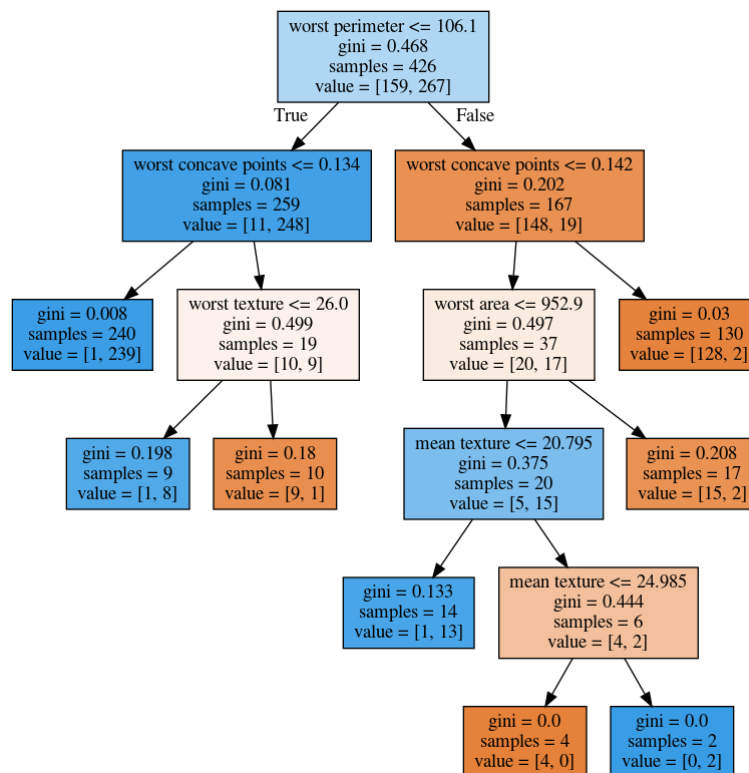 worst perimeter <= 106.1
gini = 0.468
samples = 426
value = [159, 267]
True
False
worst concave points <= 0.134
gini = 0.081
samples = 259
value = [11, 248]
worst concave points <= 0.142
gini = 0.202
samples = 167
value = [148, 19]
gini = 0.008
samples = 240
value = [1, 239]
worst texture <= 26.0
gini = 0.499
samples = 19
value = [10, 9]
worst area <= 952.9
gini = 0.497
samples = 37
value = [20, 17]
gini = 0.03
samples = 130
value = [128, 2]
gini = 0.198
samples = 9
value = [1, 8]
gini = 0.18
samples = 10
value = [9, 1]
mean texture <= 20.795
gini = 0.375
samples = 20
value = [5, 15]
gini = 0.208
samples = 17
value = [15, 2]
gini = 0.133
samples = 14
value = [1, 13]
mean texture <= 24.985
gini = 0.444
samples = 6
value = [4, 2]
gini = 0.0
samples = 4
value = [4, 0]
gini = 0.0
samples = 2
value = [0, 2]